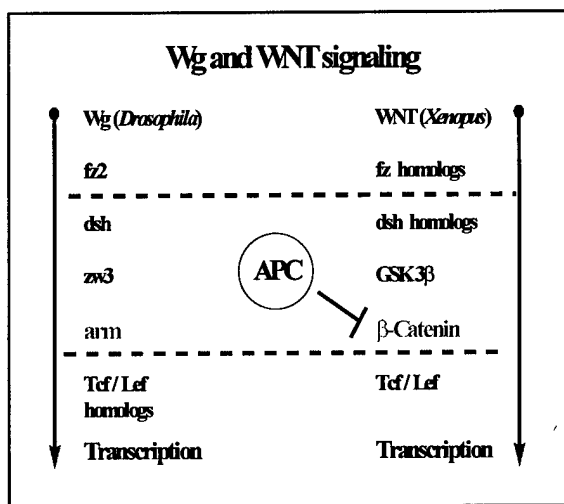 Wg and WNT signaling
Wg (Drosophila) WNT (Xenopus)
fz2 fz homologs
dsh dsh homologs
zw3 APC GSK3β
arm β-Catenin
Tcf / Lef Tcf / Lef
homologs
Transcription Transcription